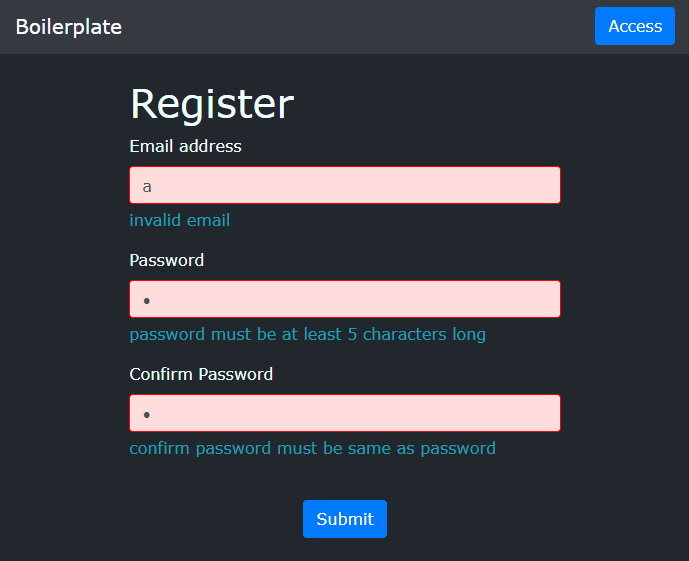 Boilerplate
Access
Register
Email address
a
invalid email
Password
•
password must be at least 5 characters long
Confirm Password
•
confirm password must be same as password
Submit